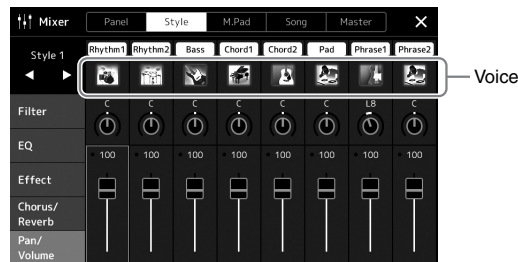 Mixer Panel Style M.Pad Song Master ×
Style 1 Rhythm1 Rhythm2 Bass Chord1 Chord2 Pad Phrase1 Phrase2
Voice
Filter C C C C C C L8 C
EQ 100 100 100 100 100 100 100 100
Effect
Chorus/
Reverb
Pan/
Volume